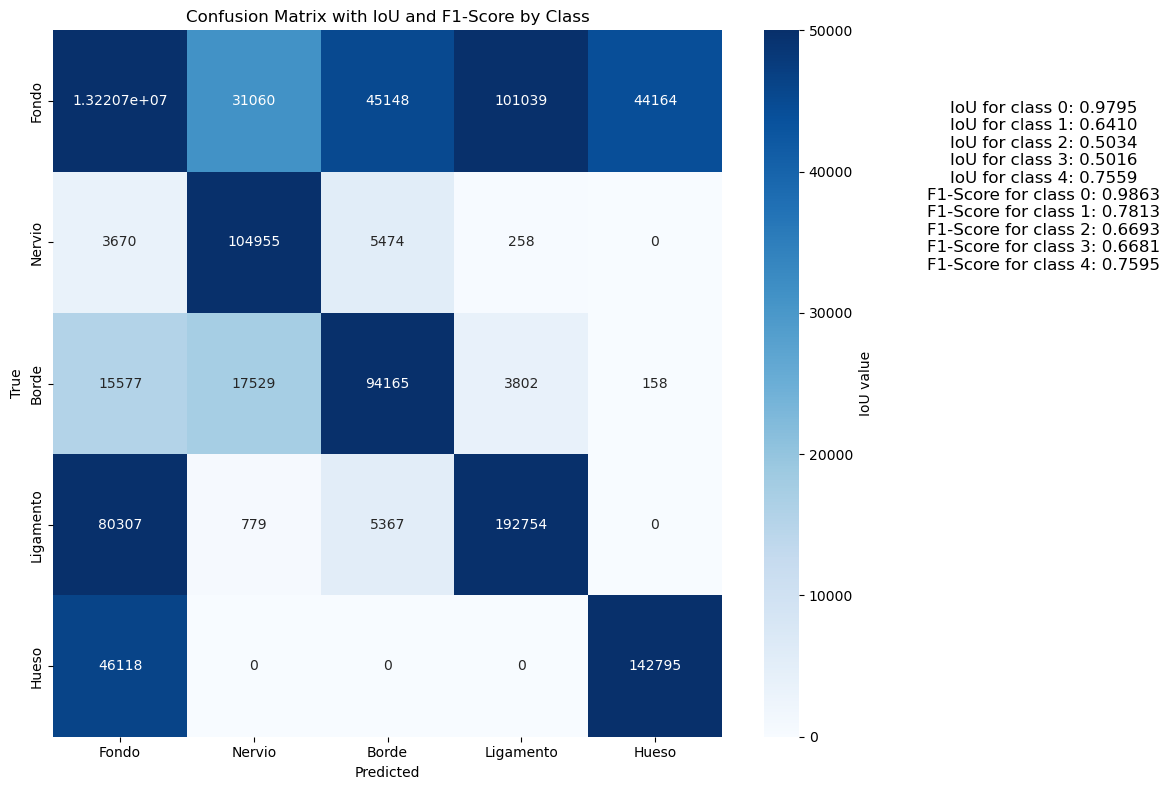 Confusion Matrix with IoU and F1-Score by Class
Fondo
1.32207e+07 31060 45148 101039 44164
Nervio
3670 104955 5474 258 0
Borde
15577 17529 94165 3802 158
Ligamento
80307 779 5367 192754 0
Hueso
46118 0 0 0 142795
True
Fondo Nervio Borde Ligamento Hueso
Predicted
50000
40000
30000
20000
10000
0
IoU value
IoU for class 0: 0.9795
IoU for class 1: 0.6410
IoU for class 2: 0.5034
IoU for class 3: 0.5016
IoU for class 4: 0.7559
F1-Score for class 0: 0.9863
F1-Score for class 1: 0.7813
F1-Score for class 2: 0.6693
F1-Score for class 3: 0.6681
F1-Score for class 4: 0.7595